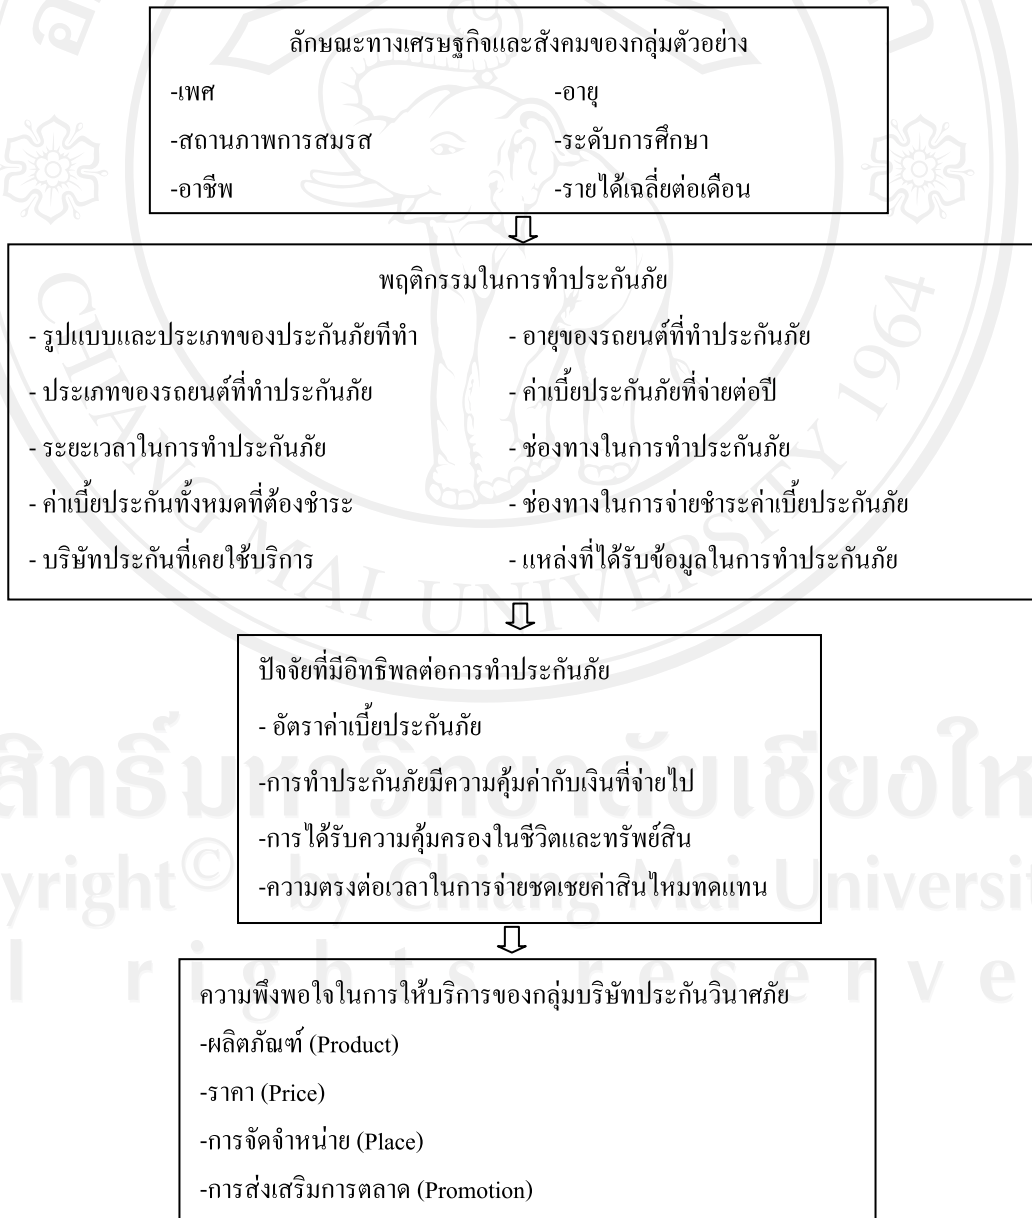 ลักษณะทางเศรษฐกิจและสังคมของกลุ่มตัวอย่าง
-เพศ -อายุ
-สถานภาพการสมรส -ระดับการศึกษา
-อาชีพ -รายได้เฉลี่ยต่อเดือน
พฤติกรรมในการทำประกันภัย
- รูปแบบและประเภทของประกันภัยทีทำ - อายุของรถยนต์ที่ทำประกันภัย
- ประเภทของรถยนต์ที่ทำประกันภัย - ค่าเบี้ยประกันภัยที่จ่ายต่อปี
- ระยะเวลาในการทำประกันภัย - ช่องทางในการทำประกันภัย
- ค่าเบี้ยประกันทั้งหมดที่ต้องชำระ - ช่องทางในการจ่ายชำระค่าเบี้ยประกันภัย
- บริษัทประกันที่เคยใช้บริการ - แหล่งที่ได้รับข้อมูลในการทำประกันภัย
CHIANG MAI UNIVERSITY 1964
ปัจจัยที่มีอิทธิพลต่อการทำประกันภัย
- อัตราค่าเบี้ยประกันภัย
-การทำประกันภัยมีความคุ้มค่ากับเงินที่จ่ายไป
-การได้รับความคุ้มครองในชีวิตและทรัพย์สิน
-ความตรงต่อเวลาในการจ่ายชดเชยค่าสินไหมทดแทน
© by Chiang Mai
rights
ความพึงพอใจในการให้บริการของกลุ่มบริษัทประกันวินาศภัย
-ผลิตภัณฑ์ (Product)
-ราคา (Price)
-การจัดจำหน่าย (Place)
-การส่งเสริมการตลาด (Promotion)